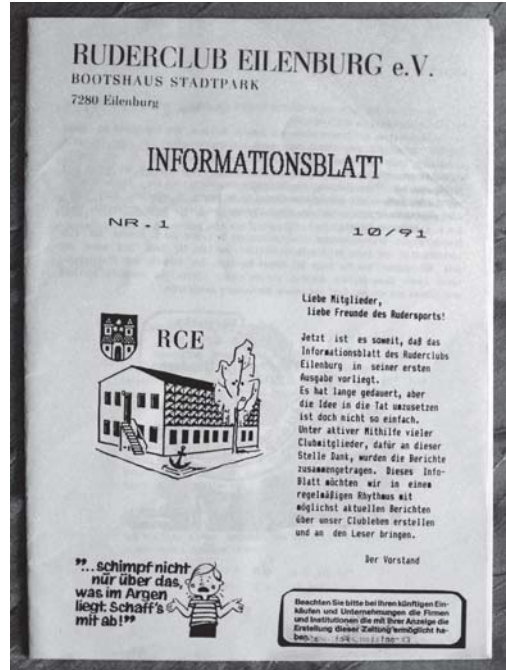 RUDERCLUB EILENBURG e.V.
BOOTSHAUS STADTPARK
7280 Eilenburg
INFORMATIONSBLATT
NR.1
10/91
RCE
Liebe Mitglieder,
liebe Freunde des Rudersports!
Jetzt ist es soweit, daß das
Informationsblatt des Ruderclubs
Eilenburg in seiner ersten
Ausgabe vorliegt.
Es hat lange gedauert, aber
die Idee in die Tat umzusetzen
ist doch nicht so einfach.
Unter aktiver Mithilfe vieler
Clubmitglieder, dafür an dieser
Stelle Dank, wurden die Berichte
zusammengetragen. Dieses Info-
Blatt möchten wir in einem
regelmäßigen Rhythmus mit
möglichst aktuellen Berichten
über unser Clubleben erstellen
und an den Leser bringen.
Der Vorstand
"...schimpf nicht
nur über das,
was im Argen
liegt. Schaff's
mit ab!"
Beachten Sie bitte bei Ihren künftigen Ein-
käufen und Unternehmungen die Firmen
und Institutionen die mit Ihrer Anzeige die
Erstellung dieser Zeitung ermöglicht ha-
ben.